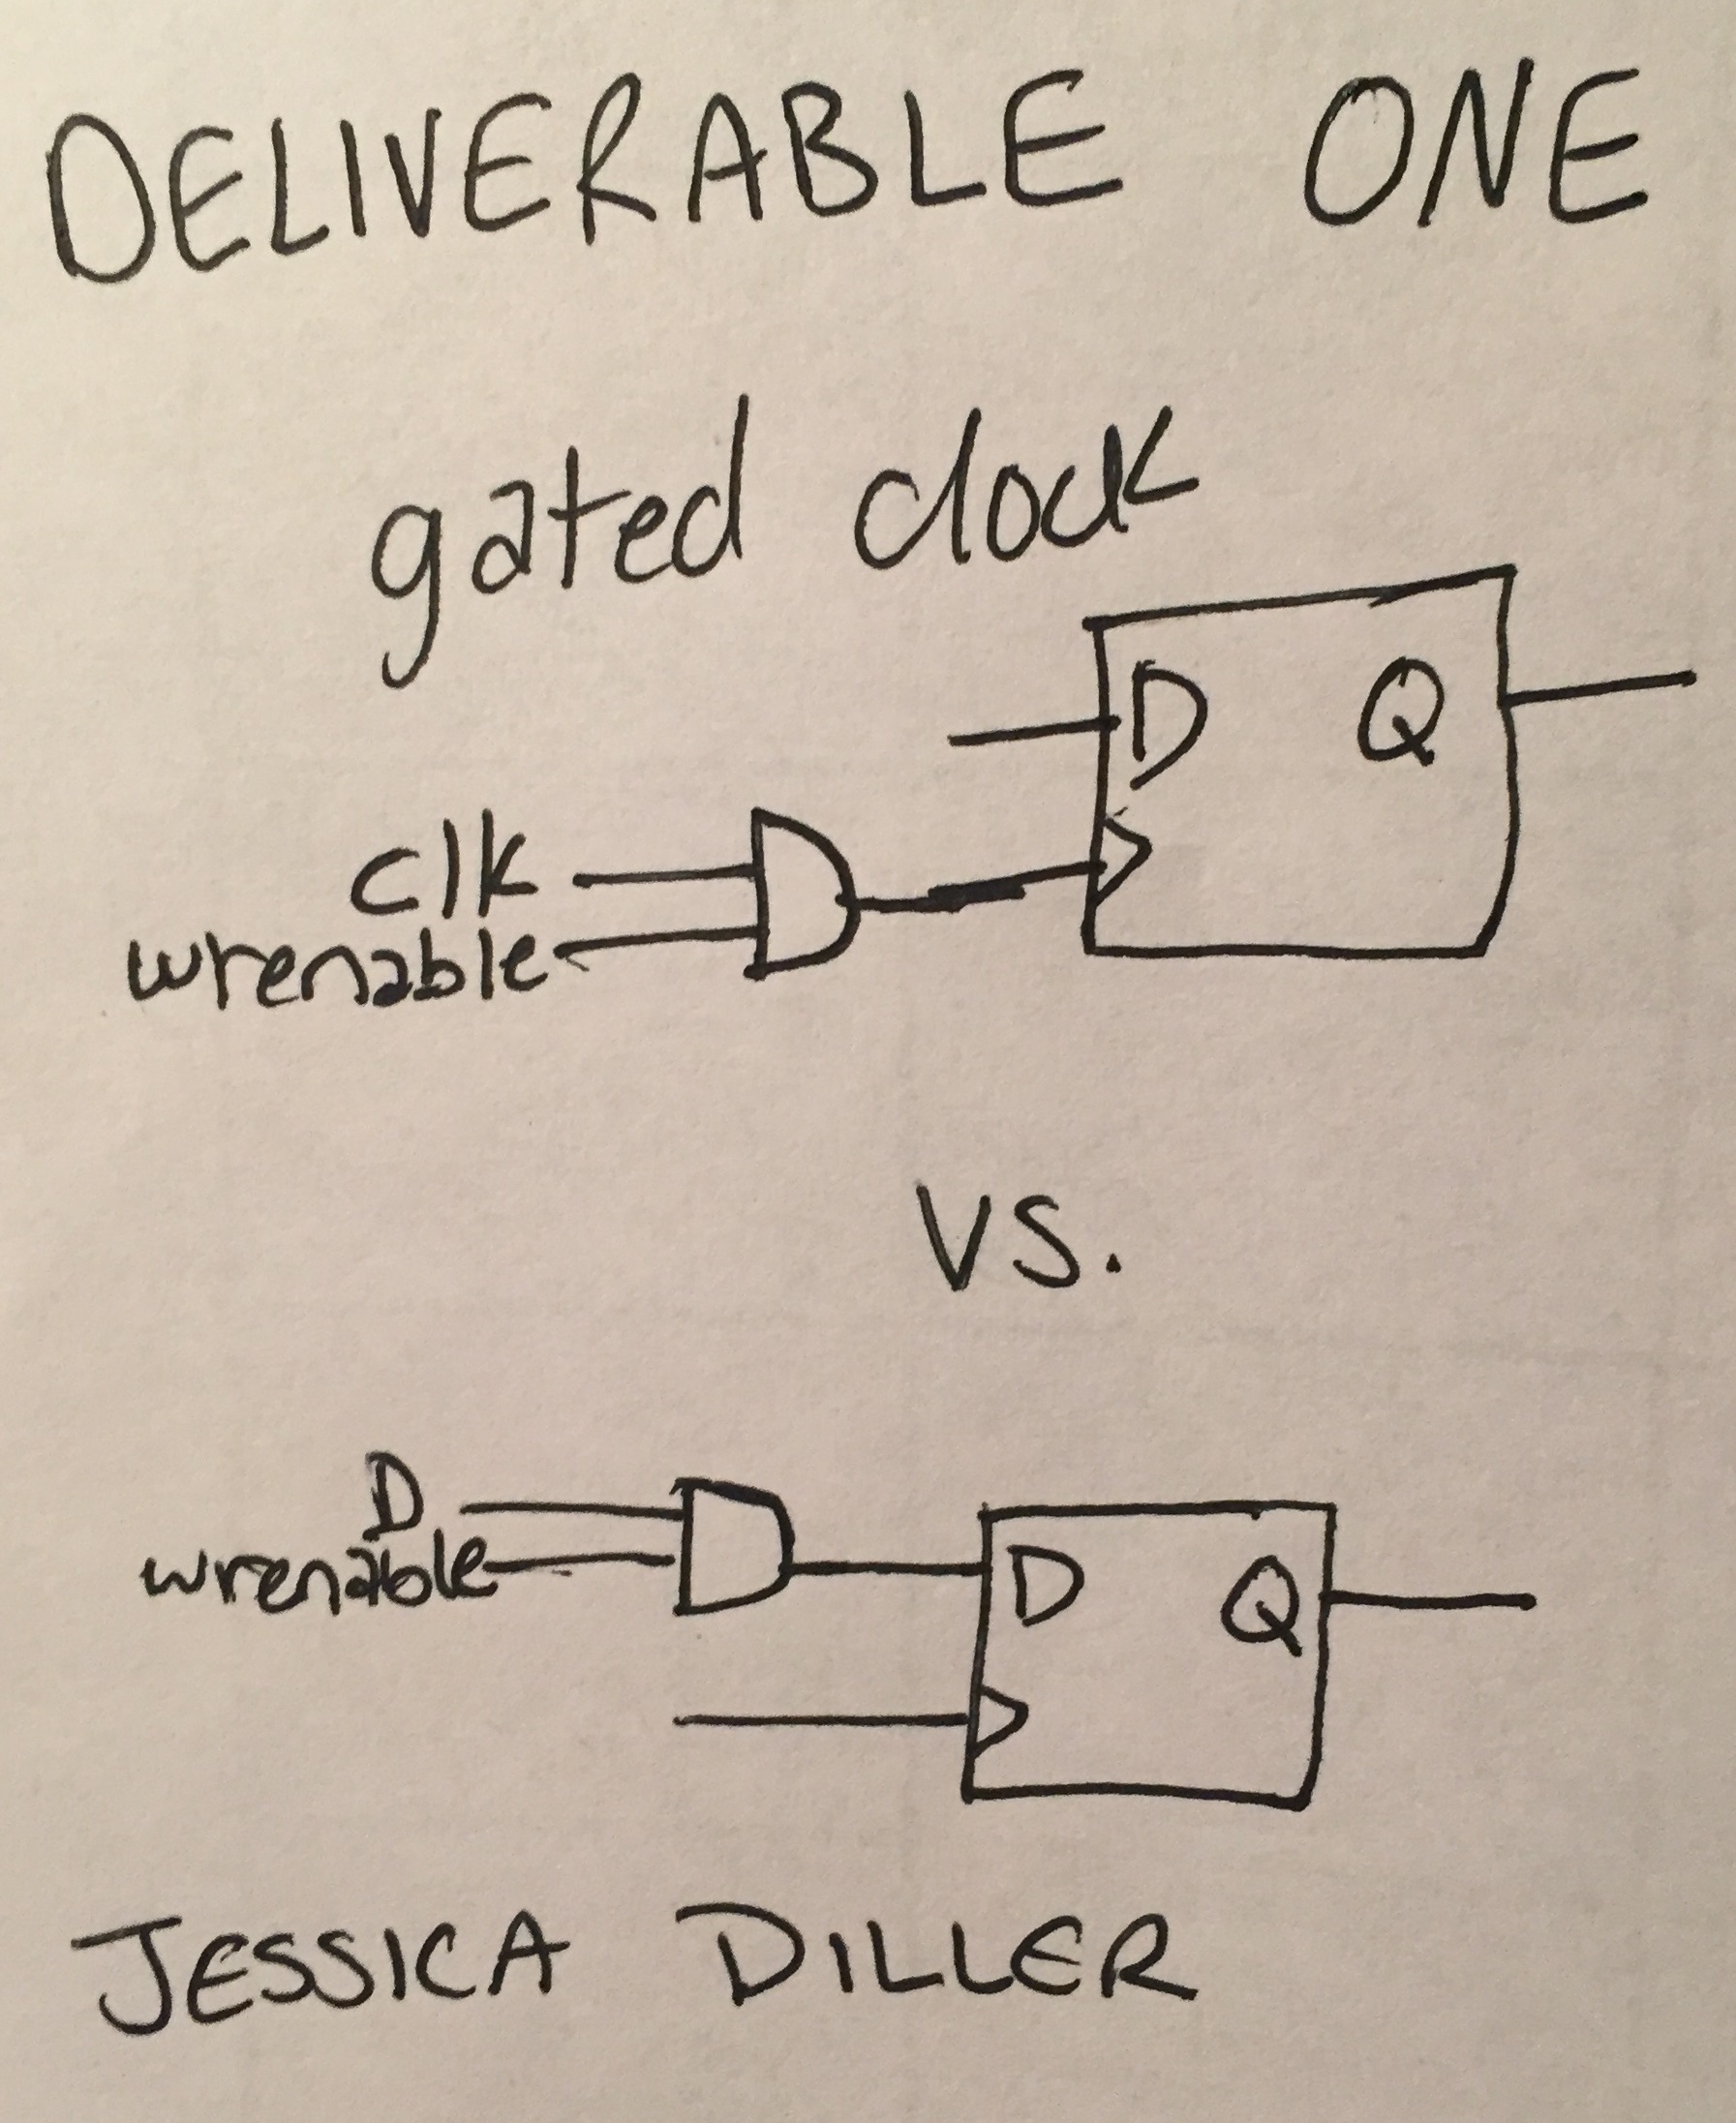 DELIVERABLE ONE
gated clock
D Q
clk
wrenable
vs.
D
wrenable
D Q
JESSICA DILLER